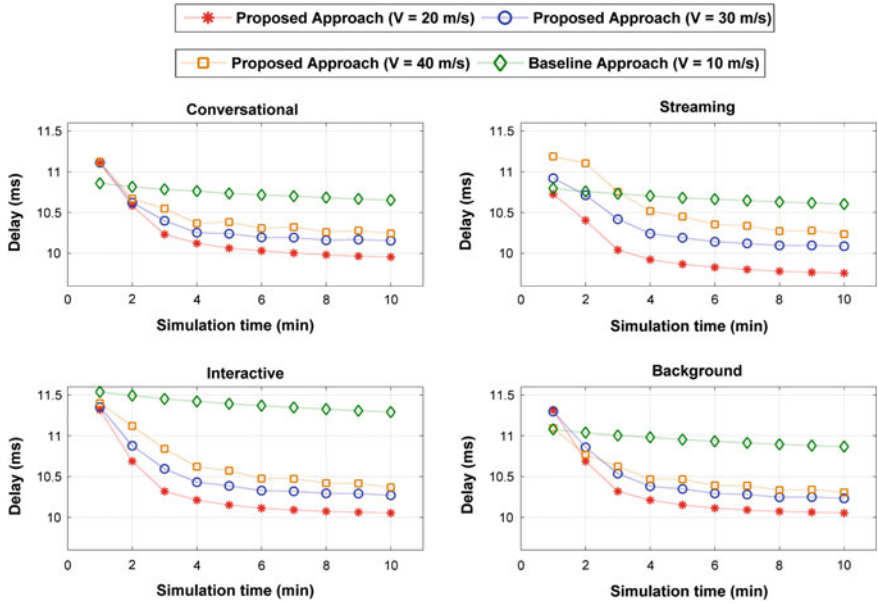 Proposed Approach (V = 20 m/s) Proposed Approach (V = 30 m/s)
Proposed Approach (V = 40 m/s) Baseline Approach (V = 10 m/s)
Conversational
11.5
11
10.5
10
Delay (ms)
0 2 4 6 8 10
Simulation time (min)
Streaming
11.5
11
10.5
10
Delay (ms)
0 2 4 6 8 10
Simulation time (min)
Interactive
11.5
11
10.5
10
Delay (ms)
0 2 4 6 8 10
Simulation time (min)
Background
11.5
11
10.5
10
Delay (ms)
0 2 4 6 8 10
Simulation time (min)